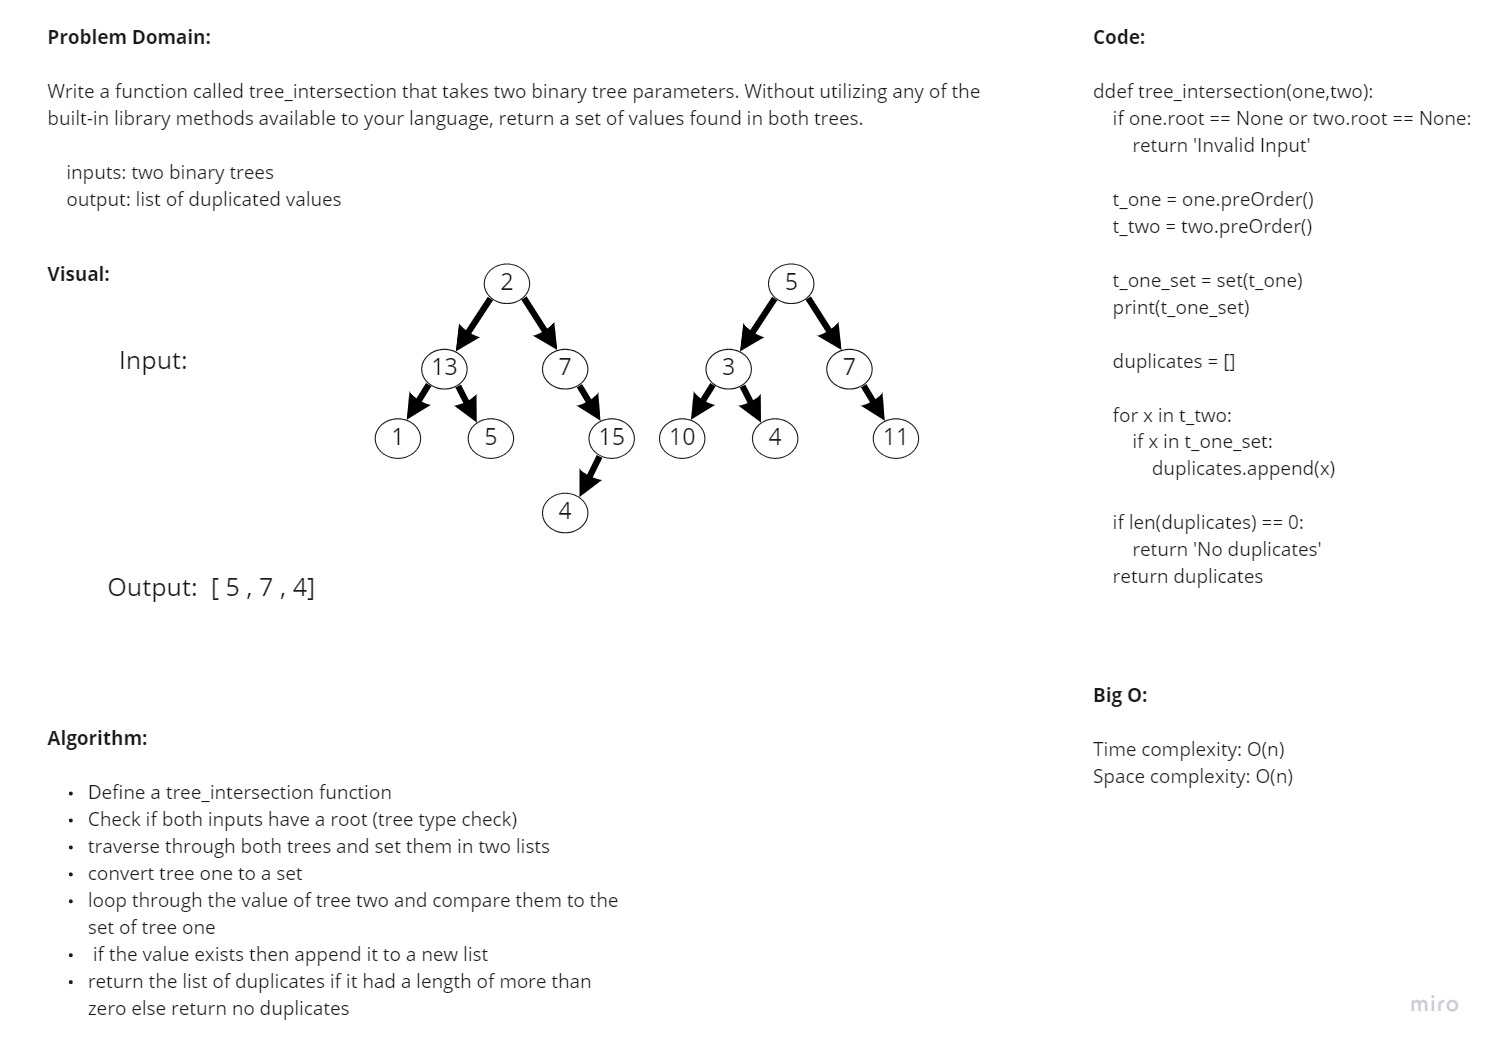 Problem Domain:
Write a function called tree_intersection that takes two binary tree parameters. Without utilizing any of the
built-in library methods available to your language, return a set of values found in both trees.
inputs: two binary trees
output: list of duplicated values
Visual:
Input:
2
13
7
1
5
15
4
5
3
7
10
4
11
Output: [ 5 , 7 , 4]
Algorithm:
• Define a tree_intersection function
• Check if both inputs have a root (tree type check)
• traverse through both trees and set them in two lists
• convert tree one to a set
• loop through the value of tree two and compare them to the
set of tree one
• if the value exists then append it to a new list
• return the list of duplicates if it had a length of more than
zero else return no duplicates
Code:
ddef tree_intersection(one,two):
if one.root == None or two.root == None:
return 'Invalid Input'
t_one = one.preOrder()
t_two = two.preOrder()
t_one_set = set(t_one)
print(t_one_set)
duplicates = []
for x in t_two:
if x in t_one_set:
duplicates.append(x)
if len(duplicates) == 0:
return 'No duplicates'
return duplicates
Big O:
Time complexity: O(n)
Space complexity: O(n)
miro